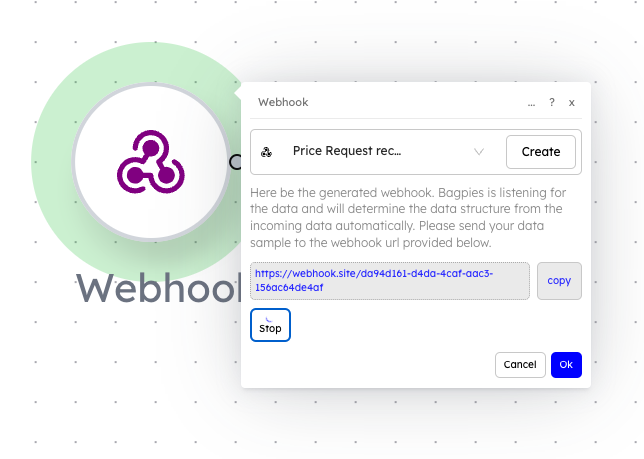 Webhook
... ? x
Price Request rec...
Create
Here be the generated webhook. Bagpies is listening for
the data and will determine the data structure from the
incoming data automatically. Please send your data
sample to the webhook url provided below.
https://webhook.site/da94d161-d4da-4caf-aac3-
156ac64de4af
copy
Stop
Cancel
Ok
Webhook